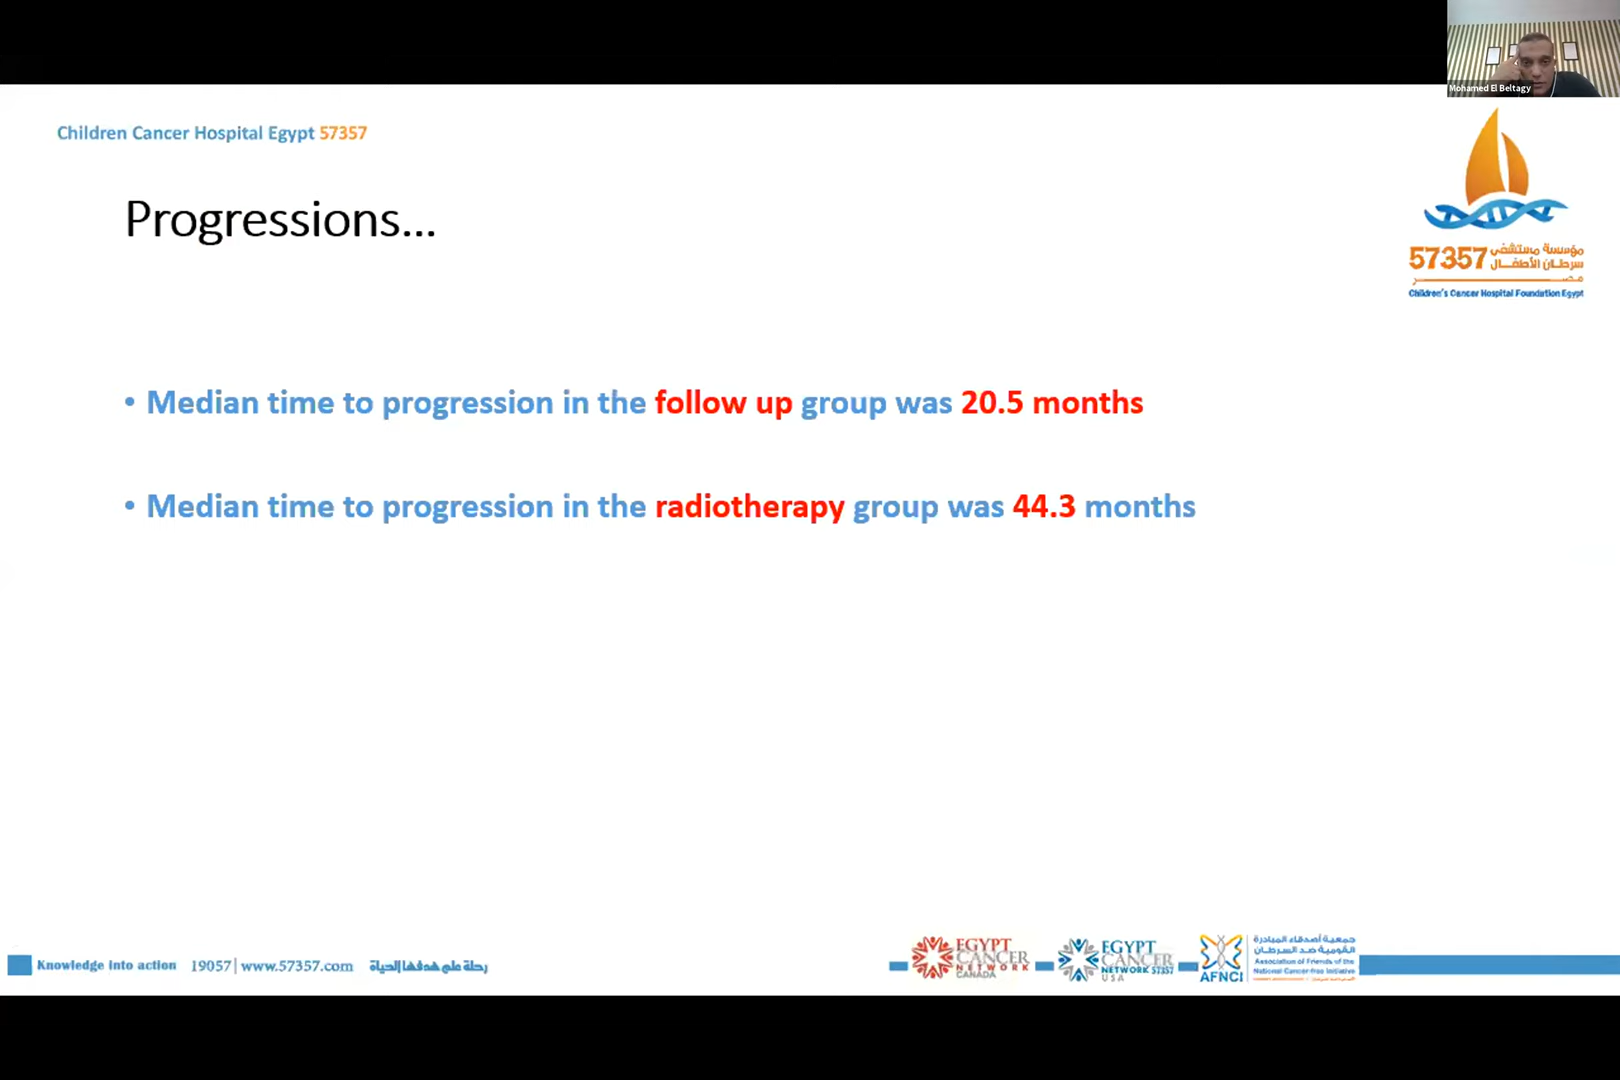 Mohamed El Beltagy
Children Cancer Hospital Egypt 57357
57357 مؤسسة مستشفى
سرطان الأطفال
مصر
Children's Cancer Hospital Foundation Egypt
Progressions...
• Median time to progression in the follow up group was 20.5 months
• Median time to progression in the radiotherapy group was 44.3 months
Knowledge into action 19057 | www.57357.com رحلة علم هدفها الحياة
EGYPT
CANCER
NETWORK
CANADA
EGYPT
CANCER
NETWORK 57357
USA
AFNCI
جمعية أصدقاء المبادرة
القومية ضد السرطان
Association of Friends of the
National Cancer-free Initiative